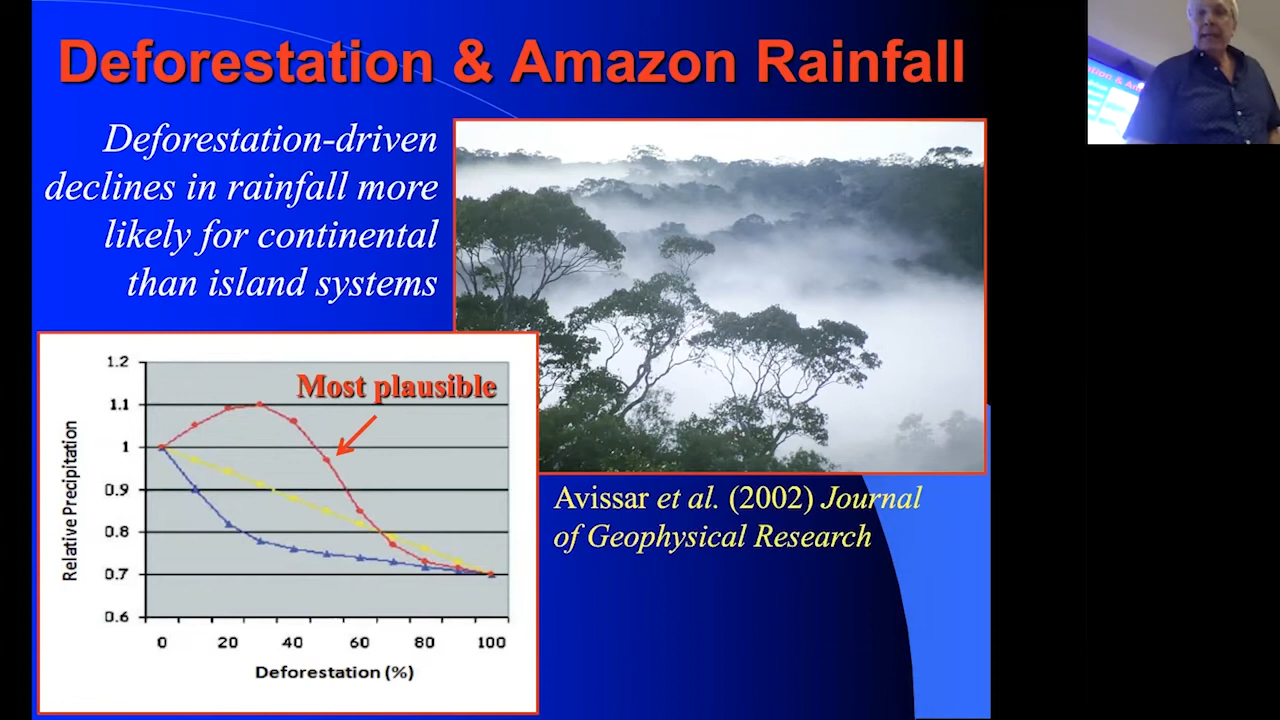 Deforestation & Amazon Rainfall
Deforestation-driven
declines in rainfall more
likely for continental
than island systems
Most plausible
Relative Precipitation
1.2
1.1
1
0.9
0.8
0.7
0.6
0
20
40
60
80
100
Deforestation (%)
Avissar et al. (2002) Journal
of Geophysical Research